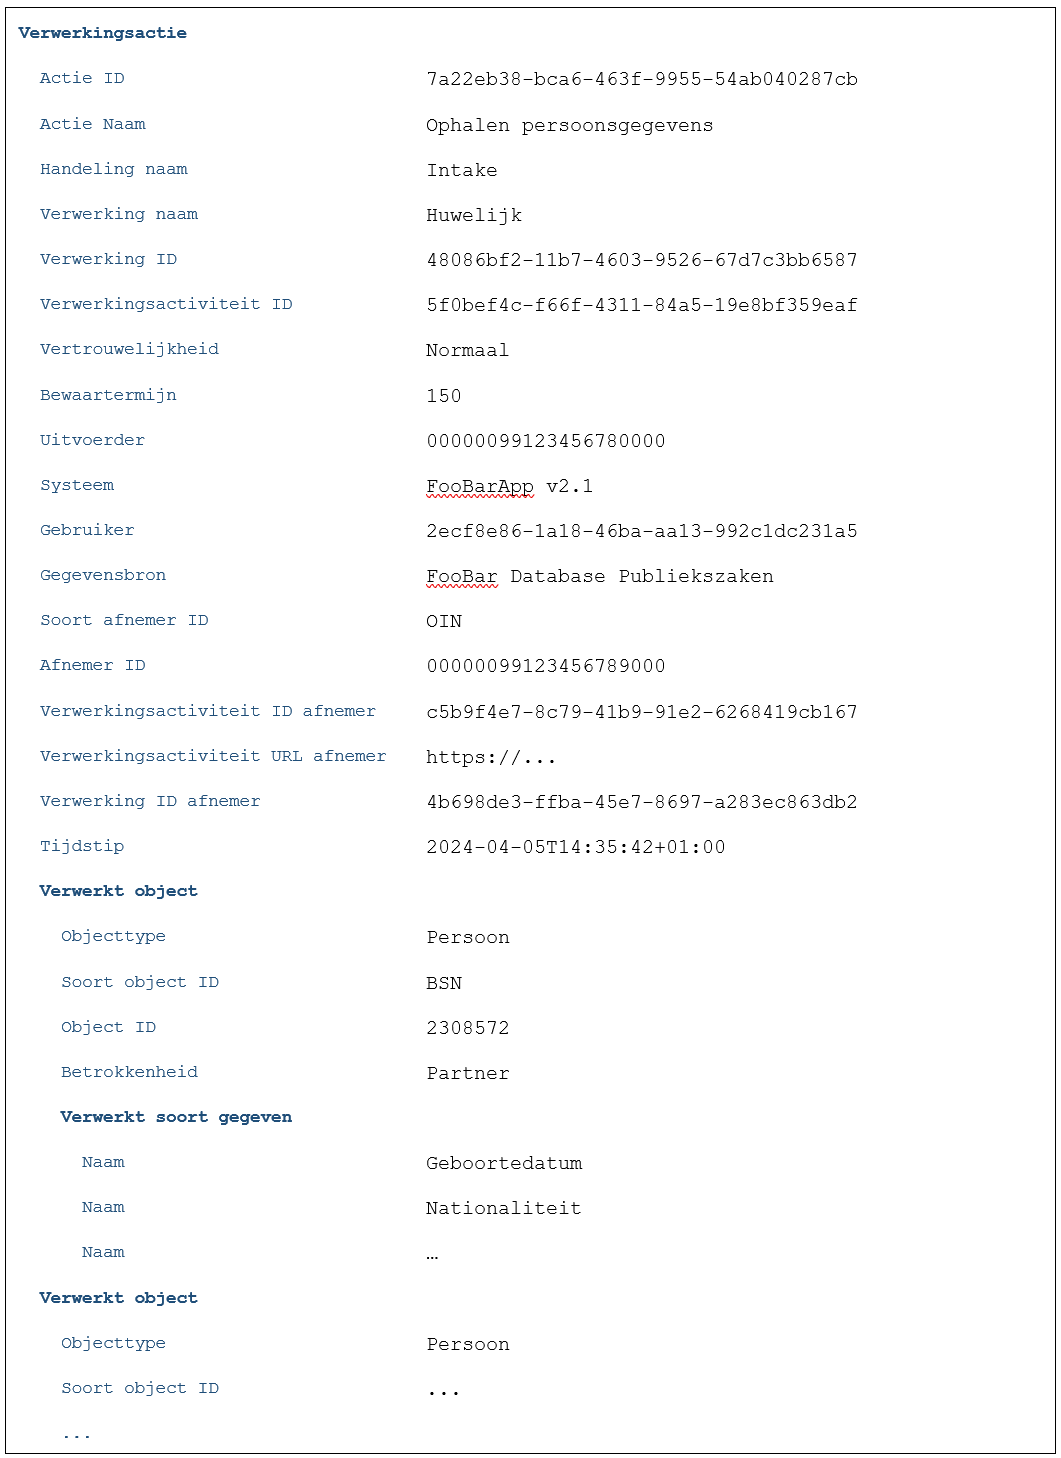 Verwerkingsactie
Actie ID 7a22eb38-bca6-463f-9955-54ab040287cb
Actie Naam Ophalen persoonsgegevens
Handeling naam Intake
Verwerking naam Huwelijk
Verwerking ID 48086bf2-11b7-4603-9526-67d7c3bb6587
Verwerkingsactiviteit ID 5f0bef4c-f66f-4311-84a5-19e8bf359eaf
Vertrouwelijkheid Normaal
Bewaartermijn 150
Uitvoerder 00000099123456780000
Systeem FooBarApp v2.1
Gebruiker 2ecf8e86-1a18-46ba-aa13-992c1dc231a5
Gegevensbron FooBar Database Publiekszaken
Soort afnemer ID OIN
Afnemer ID 00000099123456789000
Verwerkingsactiviteit ID afnemer c5b9f4e7-8c79-41b9-91e2-6268419cb167
Verwerkingsactiviteit URL afnemer https://...
Verwerking ID afnemer 4b698de3-ffba-45e7-8697-a283ec863db2
Tijdstip 2024-04-05T14:35:42+01:00
Verwerkt object
Objecttype Persoon
Soort object ID BSN
Object ID 2308572
Betrokkenheid Partner
Verwerkt soort gegeven
Naam Geboortedatum
Naam Nationaliteit
Naam …
Verwerkt object
Objecttype Persoon
Soort object ID ...
...